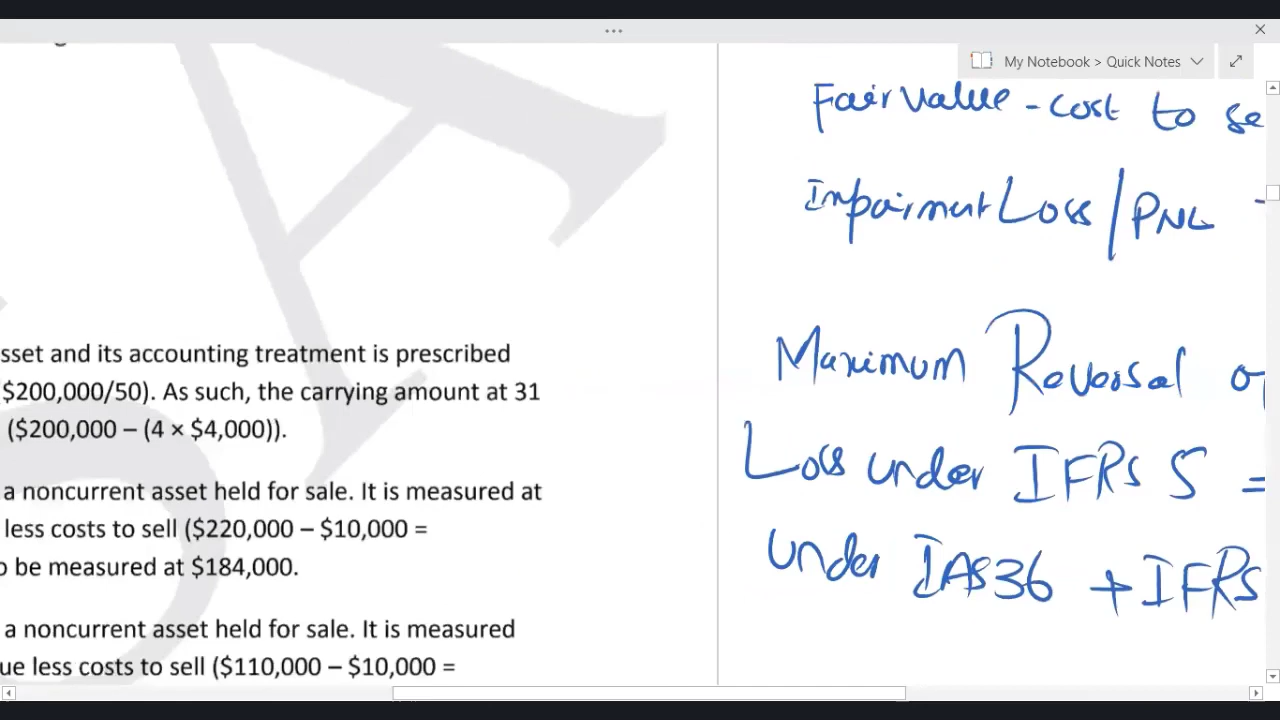 My Notebook > Quick Notes
Fair Value - cost to se
Impairment Loss / PNL -
Maximum Reversal of
Loss under IFRS 5 =
under IAS36 + IFRS
sset and its accounting treatment is prescribed
$200,000/50). As such, the carrying amount at 31
($200,000 – (4 × $4,000)).
a noncurrent asset held for sale. It is measured at
less costs to sell ($220,000 – $10,000 =
o be measured at $184,000.
a noncurrent asset held for sale. It is measured
ue less costs to sell ($110,000 – $10,000 =